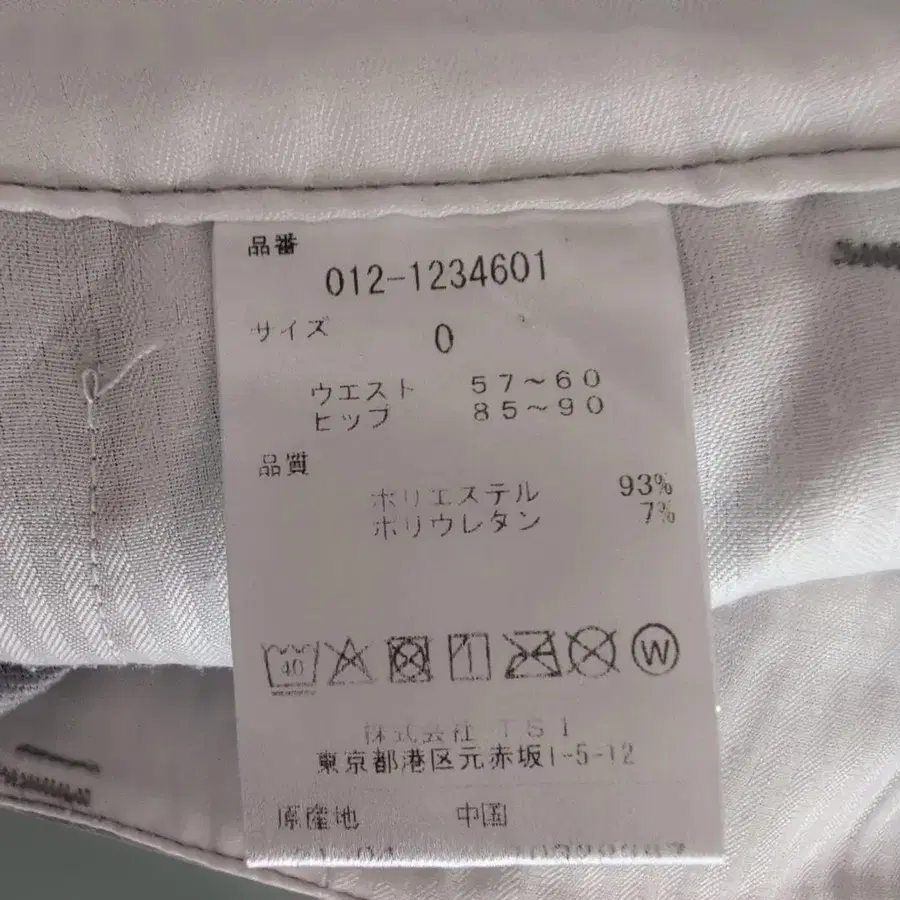 品番
012-1234601
サイズ
0
ウエスト 57～60
ヒップ 85～90
品質
ポリエステル 93%
ポリウレタン 7%
40
W
株式会社 TSI
東京都港区元赤坂1-5-12
原産地 中国